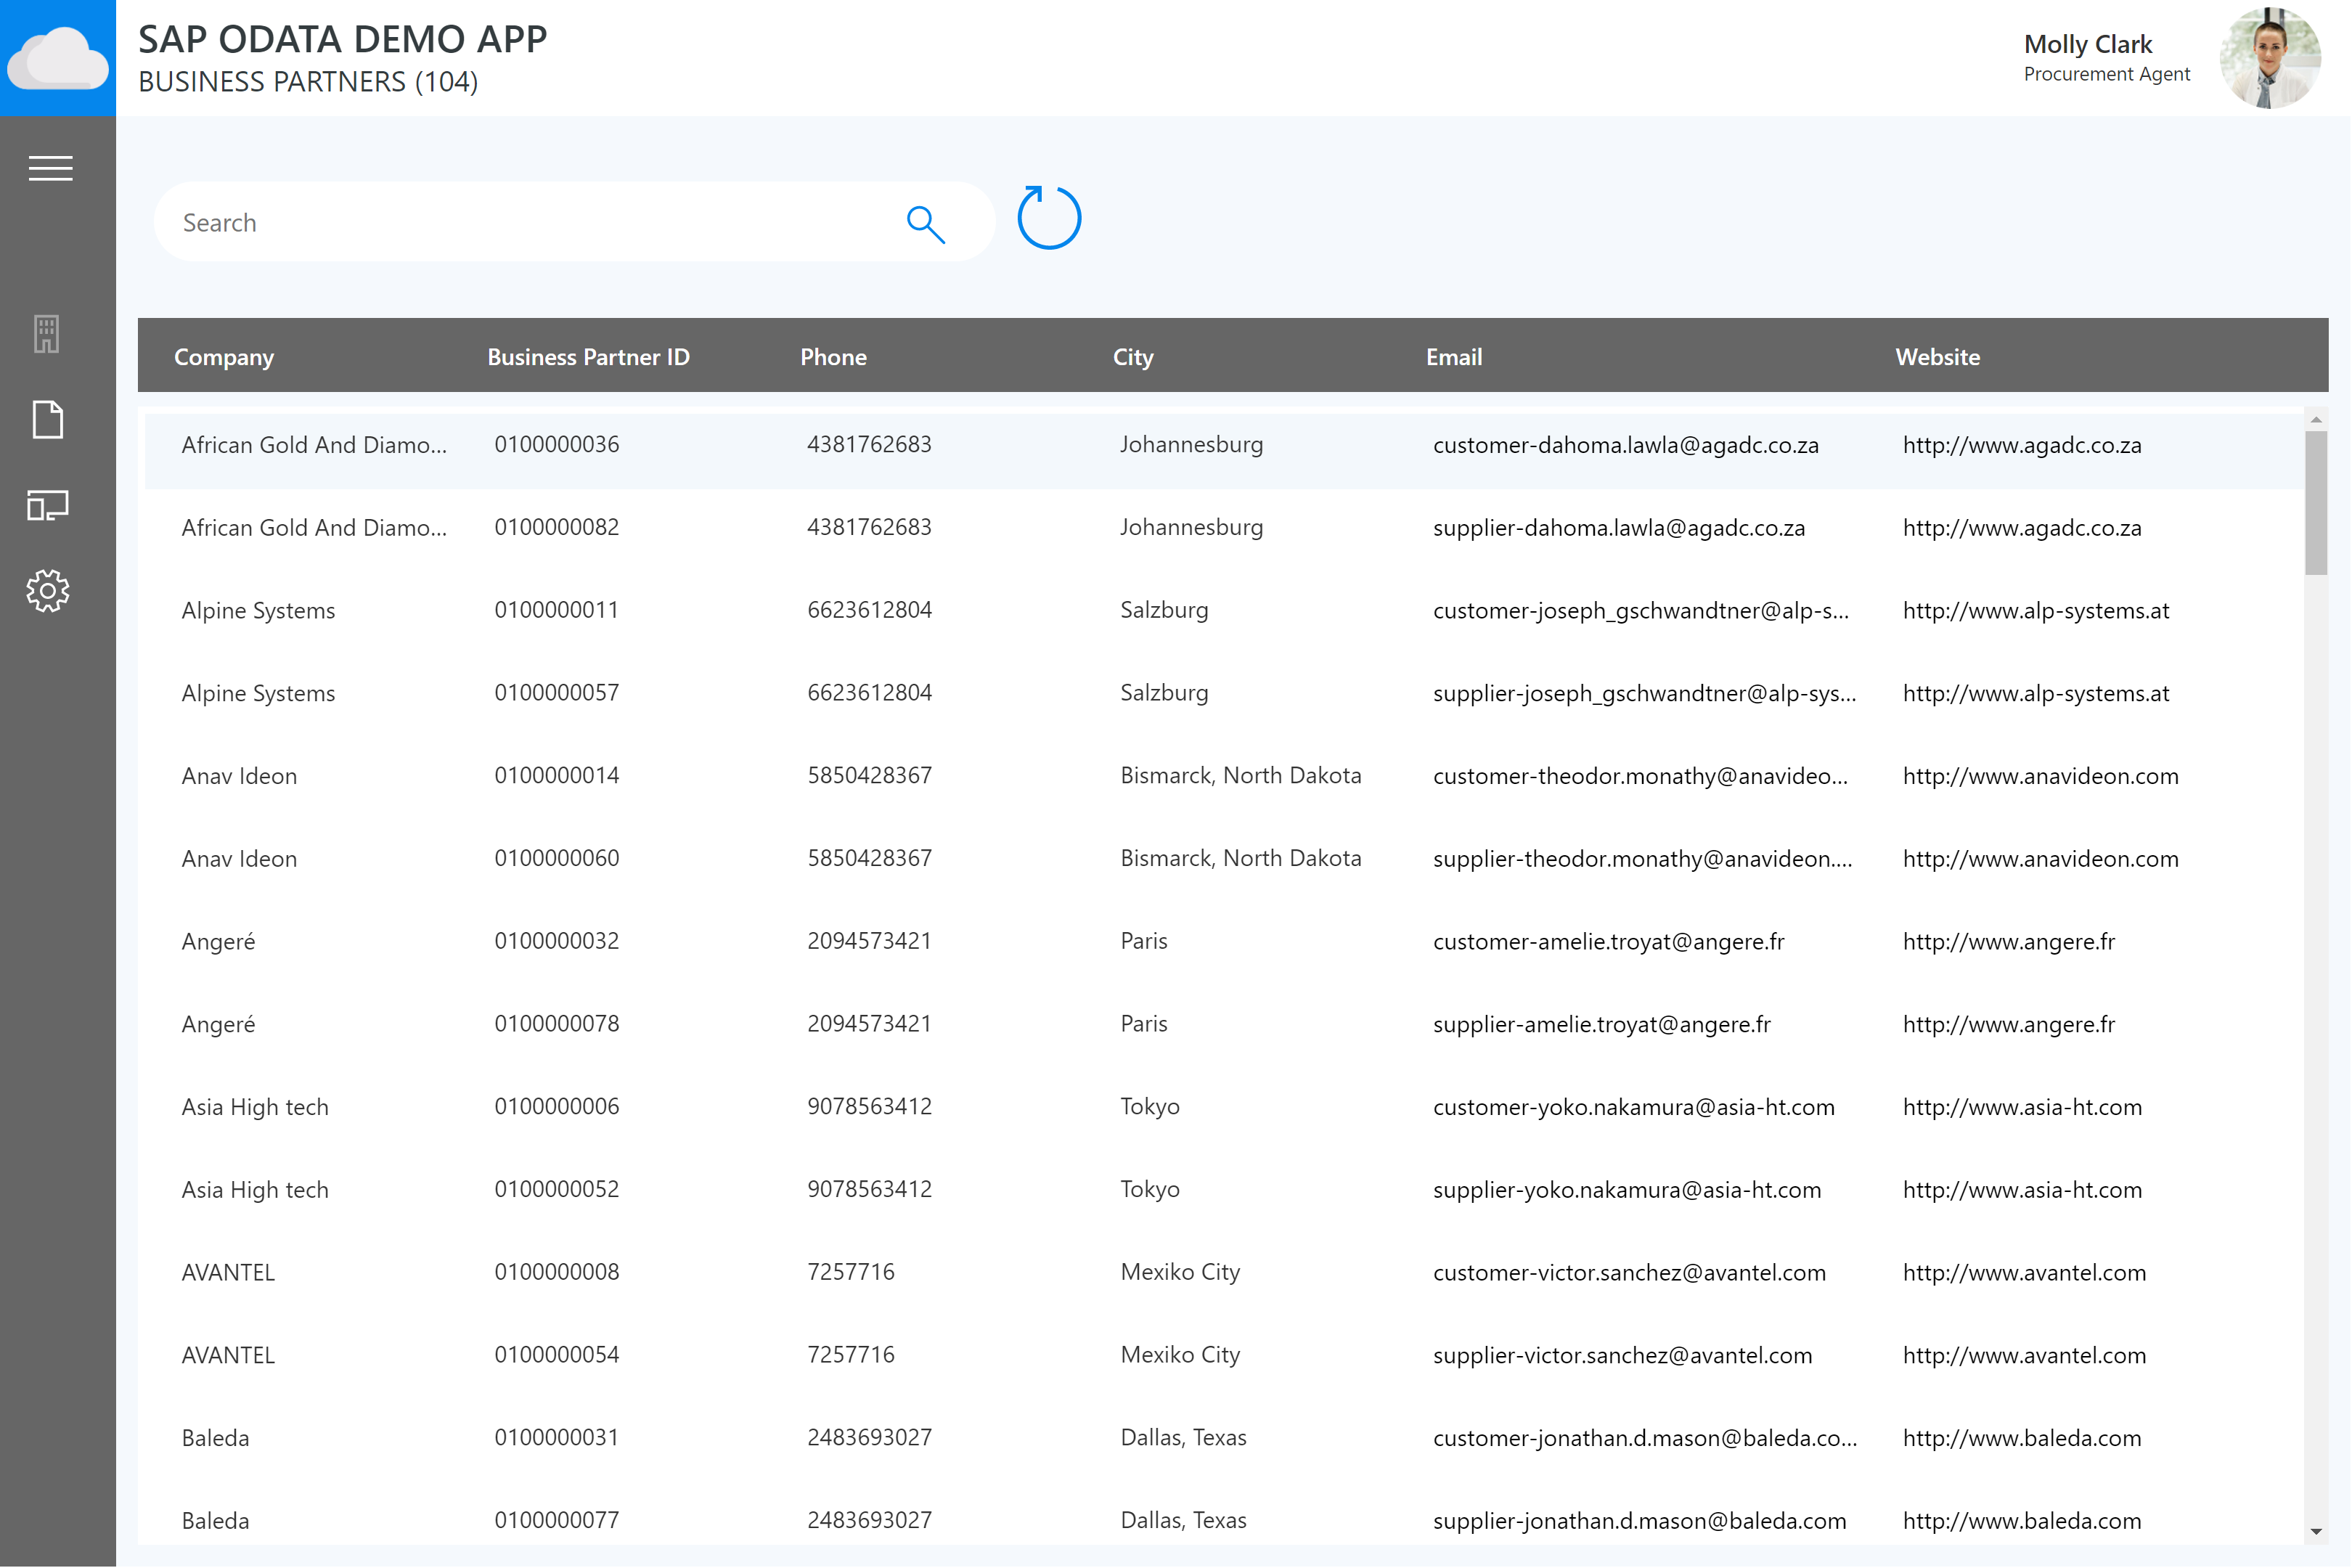 SAP ODATA DEMO APP
BUSINESS PARTNERS (104)
Molly Clark
Procurement Agent
Search
Company Business Partner ID Phone City Email Website
African Gold And Diamo... 0100000036 4381762683 Johannesburg customer-dahoma.lawla@agadc.co.za http://www.agadc.co.za
African Gold And Diamo... 0100000082 4381762683 Johannesburg supplier-dahoma.lawla@agadc.co.za http://www.agadc.co.za
Alpine Systems 0100000011 6623612804 Salzburg customer-joseph_gschwandtner@alp-s... http://www.alp-systems.at
Alpine Systems 0100000057 6623612804 Salzburg supplier-joseph_gschwandtner@alp-sys... http://www.alp-systems.at
Anav Ideon 0100000014 5850428367 Bismarck, North Dakota customer-theodor.monathy@anavideo... http://www.anavideon.com
Anav Ideon 0100000060 5850428367 Bismarck, North Dakota supplier-theodor.monathy@anavideon.... http://www.anavideon.com
Angeré 0100000032 2094573421 Paris customer-amelie.troyat@angere.fr http://www.angere.fr
Angeré 0100000078 2094573421 Paris supplier-amelie.troyat@angere.fr http://www.angere.fr
Asia High tech 0100000006 9078563412 Tokyo customer-yoko.nakamura@asia-ht.com http://www.asia-ht.com
Asia High tech 0100000052 9078563412 Tokyo supplier-yoko.nakamura@asia-ht.com http://www.asia-ht.com
AVANTEL 0100000008 7257716 Mexiko City customer-victor.sanchez@avantel.com http://www.avantel.com
AVANTEL 0100000054 7257716 Mexiko City supplier-victor.sanchez@avantel.com http://www.avantel.com
Baleda 0100000031 2483693027 Dallas, Texas customer-jonathan.d.mason@baleda.co... http://www.baleda.com
Baleda 0100000077 2483693027 Dallas, Texas supplier-jonathan.d.mason@baleda.com http://www.baleda.com